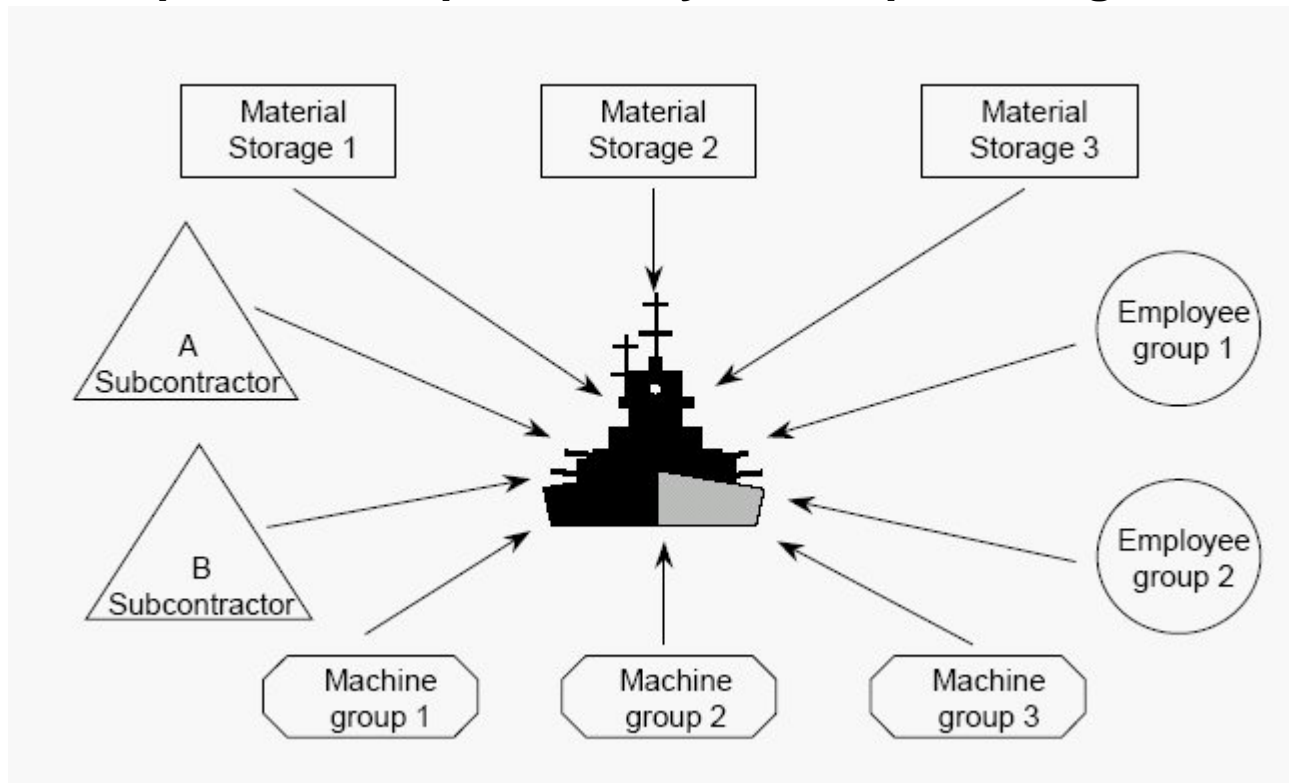 Material
Storage 1
Material
Storage 2
Material
Storage 3
A
Subcontractor
Employee
group 1
B
Subcontractor
Employee
group 2
Machine
group 1
Machine
group 2
Machine
group 3